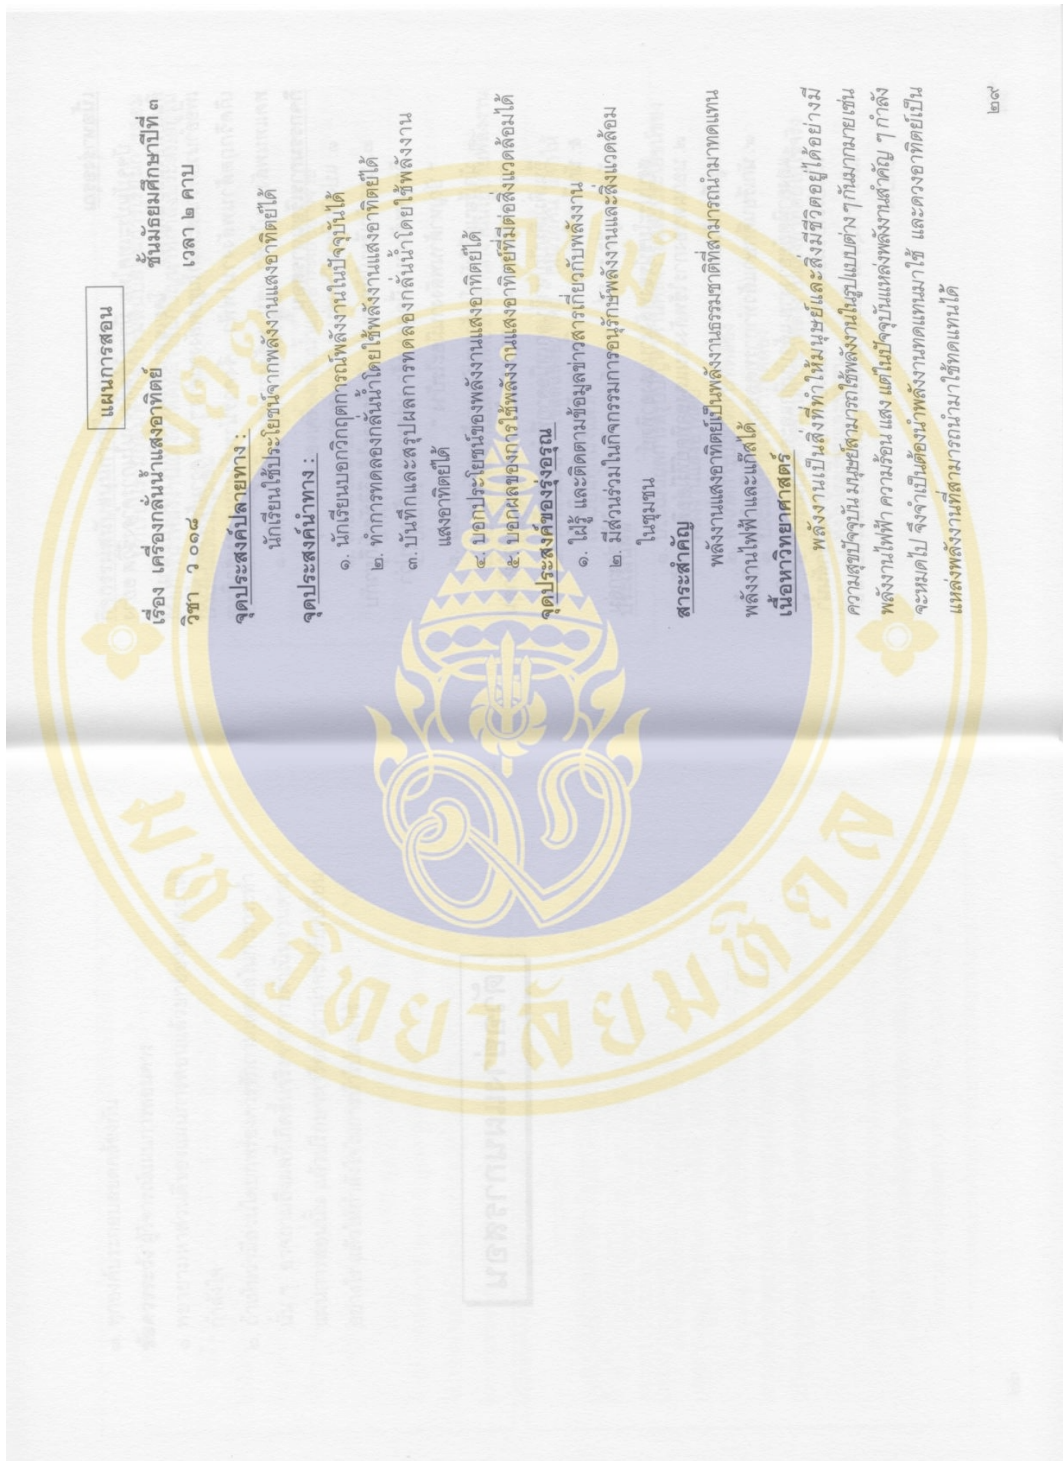 แผนการสอน
เรื่อง เครื่องกลั่นน้ำแสงอาทิตย์ ชั้นมัธยมศึกษาปีที่ ๓
วิชา ว ๐๑๘ เวลา ๒ คาบ
จุดประสงค์ปลายทาง :
นักเรียนใช้ประโยชน์จากพลังงานแสงอาทิตย์ได้
จุดประสงค์นำทาง :
๑. นักเรียนบอกวิกฤตการณ์พลังงานในปัจจุบันได้
๒. ทำการทดลองกลั่นน้ำโดยใช้พลังงานแสงอาทิตย์ได้
๓. บันทึกและสรุปผลการทดลองกลั่นน้ำโดยใช้พลังงาน
แสงอาทิตย์ได้
๔. บอกประโยชน์ของพลังงานแสงอาทิตย์ได้
๕. บอกผลของการใช้พลังงานแสงอาทิตย์ที่มีต่อสิ่งแวดล้อมได้
จุดประสงค์ของรุ่งอรุณ
๑. ใฝ่รู้ และติดตามข้อมูลข่าวสารเกี่ยวกับพลังงาน
๒. มีส่วนร่วมในกิจกรรมการอนุรักษ์พลังงานและสิ่งแวดล้อม
ในชุมชน
สาระสำคัญ
พลังงานแสงอาทิตย์เป็นพลังงานธรรมชาติที่สามารถนำมาทดแทน
พลังงานไฟฟ้าและแก๊สได้
เนื้อหาวิทยาศาสตร์
พลังงานเป็นสิ่งที่ทำให้มนุษย์และสิ่งมีชีวิตอยู่ได้อย่างมี
ความสุขปัจจุบัน มนุษย์สามารถใช้พลังงานในรูปแบบต่าง ๆ กันมากมายเช่น
พลังงานไฟฟ้า ความร้อน แสง แต่ในปัจจุบันแหล่งพลังงานสำคัญ ๆ กำลัง
จะหมดไป จึงจำเป็นต้องนำพลังงานทดแทนมาใช้ และดวงอาทิตย์เป็น
แหล่งพลังงานที่สามารถนำมาใช้ทดแทนได้
๒๙
มหาวิทยาลัยมหิดล